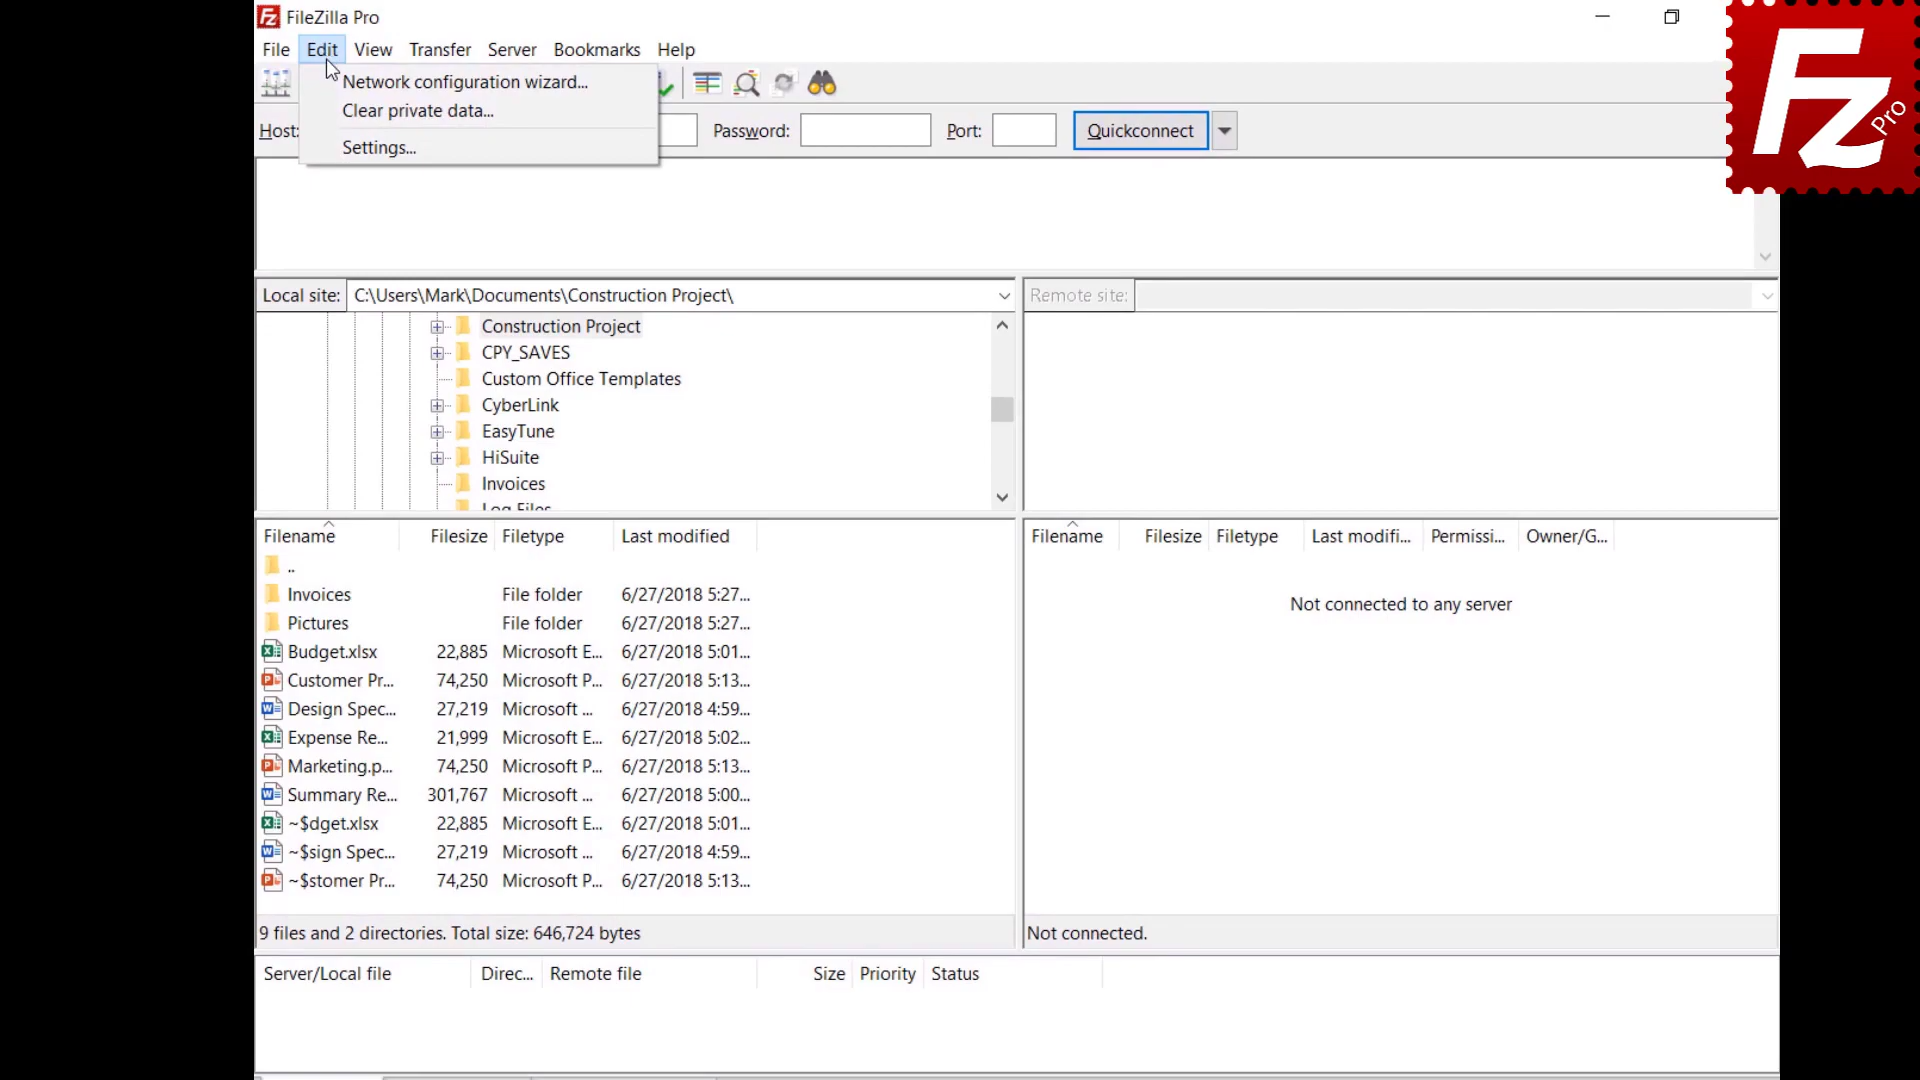 FileZilla Pro
File Edit View Transfer Server Bookmarks Help
Network configuration wizard...
Clear private data...
Settings...
Host: Password: Port: Quickconnect
Fz Pro
Local site: C:\Users\Mark\Documents\Construction Project\
Construction Project
CPY_SAVES
Custom Office Templates
CyberLink
EasyTune
HiSuite
Invoices
Log Files
Remote site:
Filename Filesize Filetype Last modified
..
Invoices File folder 6/27/2018 5:27...
Pictures File folder 6/27/2018 5:27...
Budget.xlsx 22,885 Microsoft E... 6/27/2018 5:01...
Customer Pr... 74,250 Microsoft P... 6/27/2018 5:13...
Design Spec... 27,219 Microsoft ... 6/27/2018 4:59...
Expense Re... 21,999 Microsoft E... 6/27/2018 5:02...
Marketing.p... 74,250 Microsoft P... 6/27/2018 5:13...
Summary Re... 301,767 Microsoft ... 6/27/2018 5:00...
~$dget.xlsx 22,885 Microsoft E... 6/27/2018 5:01...
~$sign Spec... 27,219 Microsoft ... 6/27/2018 4:59...
~$stomer Pr... 74,250 Microsoft P... 6/27/2018 5:13...
9 files and 2 directories. Total size: 646,724 bytes
Filename Filesize Filetype Last modifi... Permissi... Owner/G...
Not connected to any server
Not connected.
Server/Local file Direc... Remote file Size Priority Status